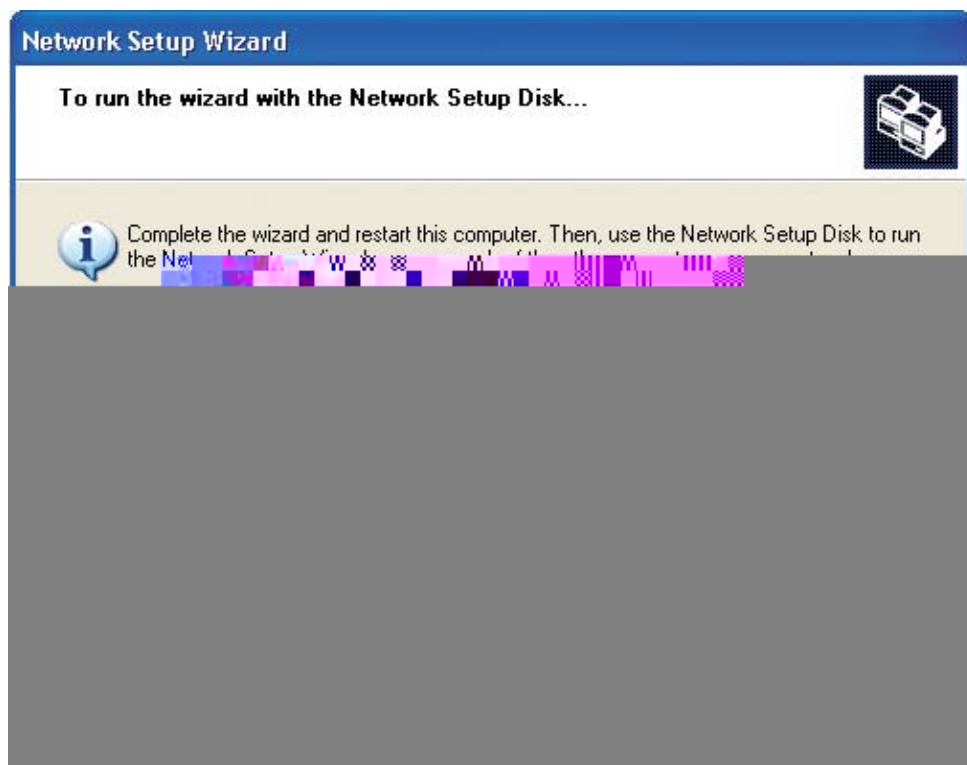 Network Setup Wizard
To run the wizard with the Network Setup Disk...
Complete the wizard and restart this computer. Then, use the Network Setup Disk to run
the